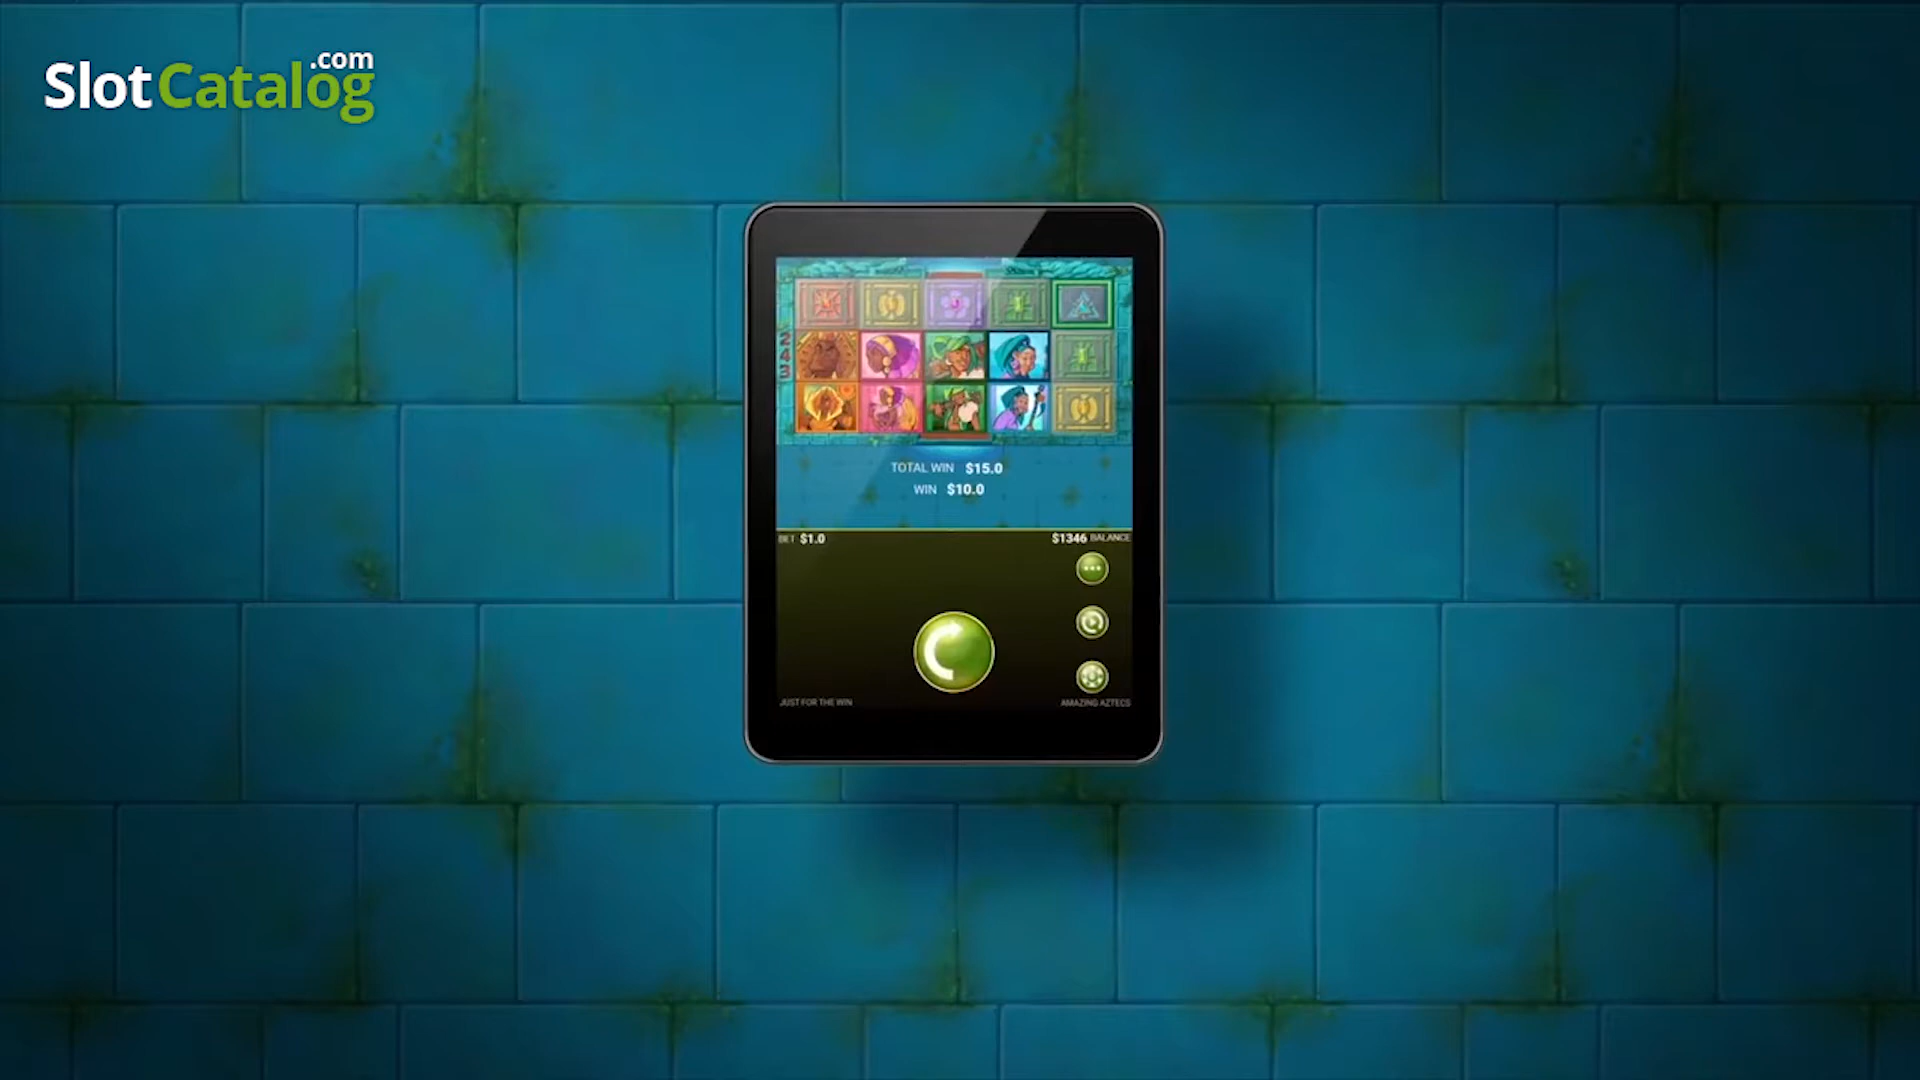 SlotCatalog.com
243
TOTAL WIN $15.0
WIN $10.0
BET $1.0
$1346 BALANCE
JUST FOR THE WIN
AMAZING AZTECS